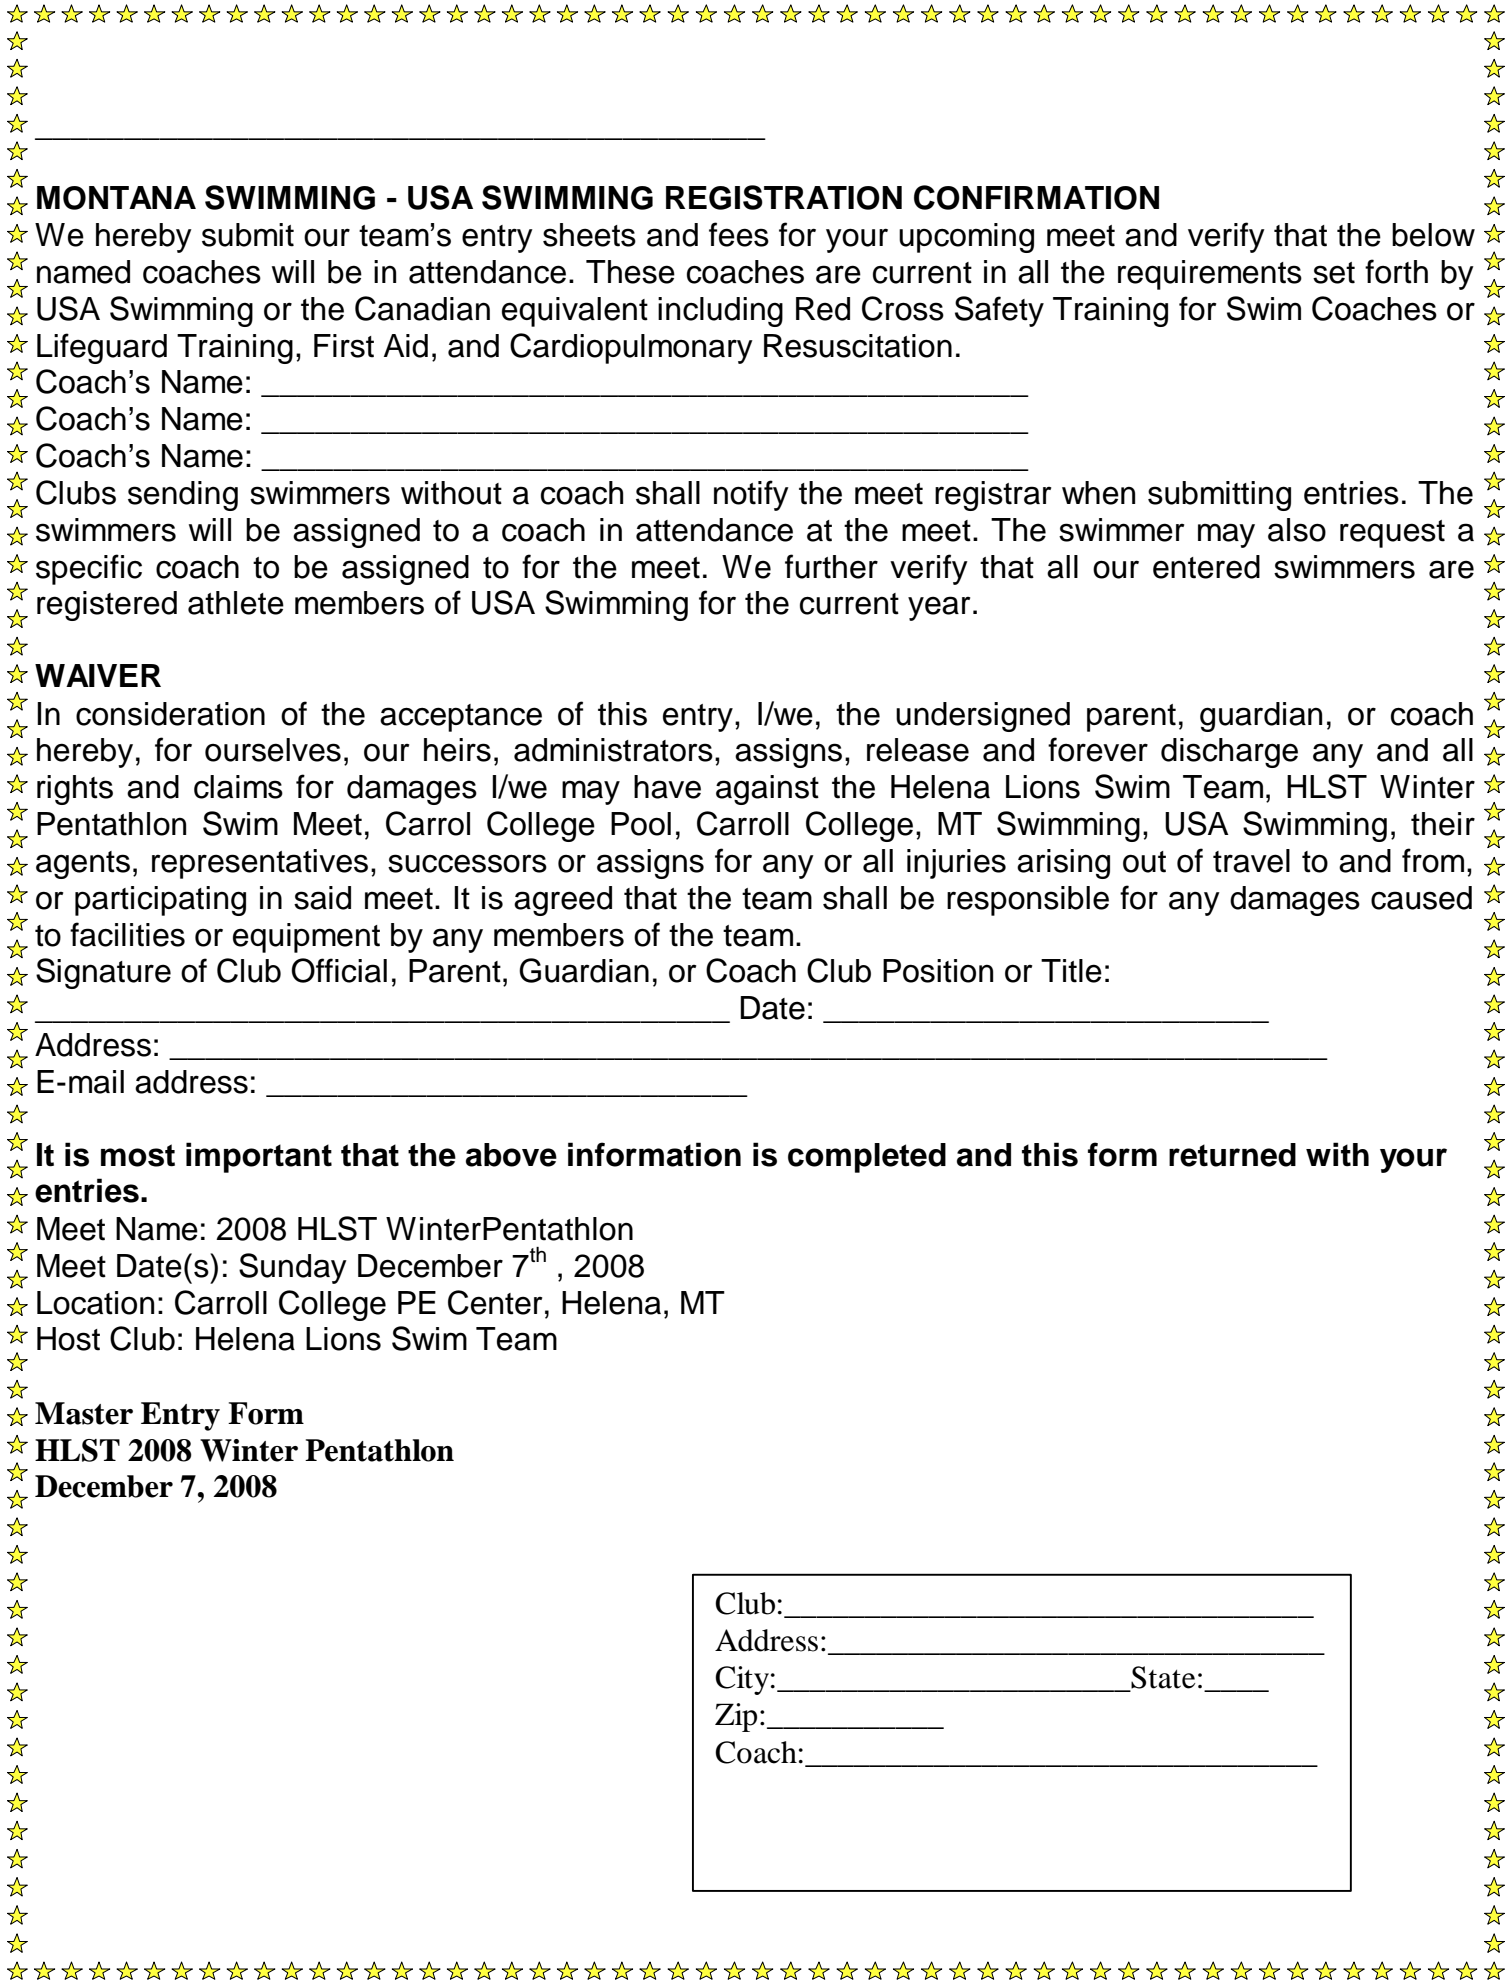 _________________________________________
MONTANA SWIMMING - USA SWIMMING REGISTRATION CONFIRMATION
We hereby submit our team’s entry sheets and fees for your upcoming meet and verify that the below
named coaches will be in attendance. These coaches are current in all the requirements set forth by
USA Swimming or the Canadian equivalent including Red Cross Safety Training for Swim Coaches or
Lifeguard Training, First Aid, and Cardiopulmonary Resuscitation.
Coach’s Name: ___________________________________________
Coach’s Name: ___________________________________________
Coach’s Name: ___________________________________________
Clubs sending swimmers without a coach shall notify the meet registrar when submitting entries. The
swimmers will be assigned to a coach in attendance at the meet. The swimmer may also request a
specific coach to be assigned to for the meet. We further verify that all our entered swimmers are
registered athlete members of USA Swimming for the current year.
WAIVER
In consideration of the acceptance of this entry, I/we, the undersigned parent, guardian, or coach
hereby, for ourselves, our heirs, administrators, assigns, release and forever discharge any and all
rights and claims for damages I/we may have against the Helena Lions Swim Team, HLST Winter
Pentathlon Swim Meet, Carrol College Pool, Carroll College, MT Swimming, USA Swimming, their
agents, representatives, successors or assigns for any or all injuries arising out of travel to and from,
or participating in said meet. It is agreed that the team shall be responsible for any damages caused
to facilities or equipment by any members of the team.
Signature of Club Official, Parent, Guardian, or Coach Club Position or Title:
_______________________________________ Date: _________________________
Address: _________________________________________________________________
E-mail address: ___________________________
It is most important that the above information is completed and this form returned with your
entries.
Meet Name: 2008 HLST WinterPentathlon
Meet Date(s): Sunday December 7th , 2008
Location: Carroll College PE Center, Helena, MT
Host Club: Helena Lions Swim Team
Master Entry Form
HLST 2008 Winter Pentathlon
December 7, 2008
Club:_________________________________
Address:_______________________________
City:______________________State:____
Zip:___________
Coach:________________________________